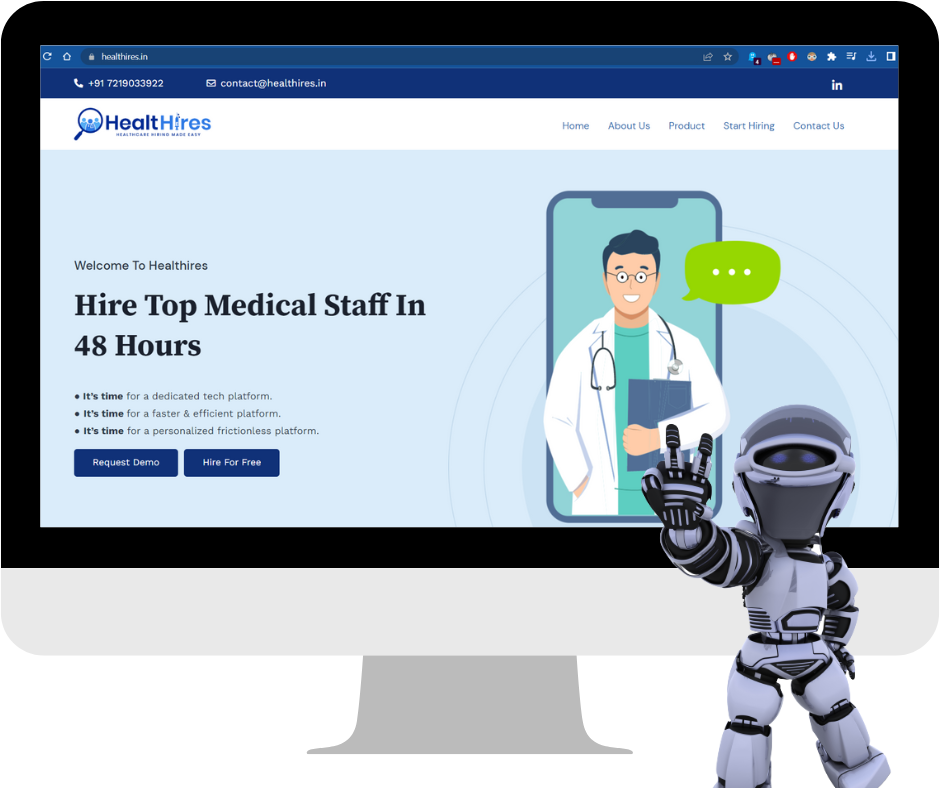 healthires.in
+91 7219033922
contact@healthires.in
in
HealtHires
HEALTHCARE HIRING MADE EASY
Home
About Us
Product
Start Hiring
Contact Us
Welcome To Healthires
Hire Top Medical Staff In
48 Hours
● It's time for a dedicated tech platform.
● It's time for a faster & efficient platform.
● It's time for a personalized frictionless platform.
Request Demo
Hire For Free